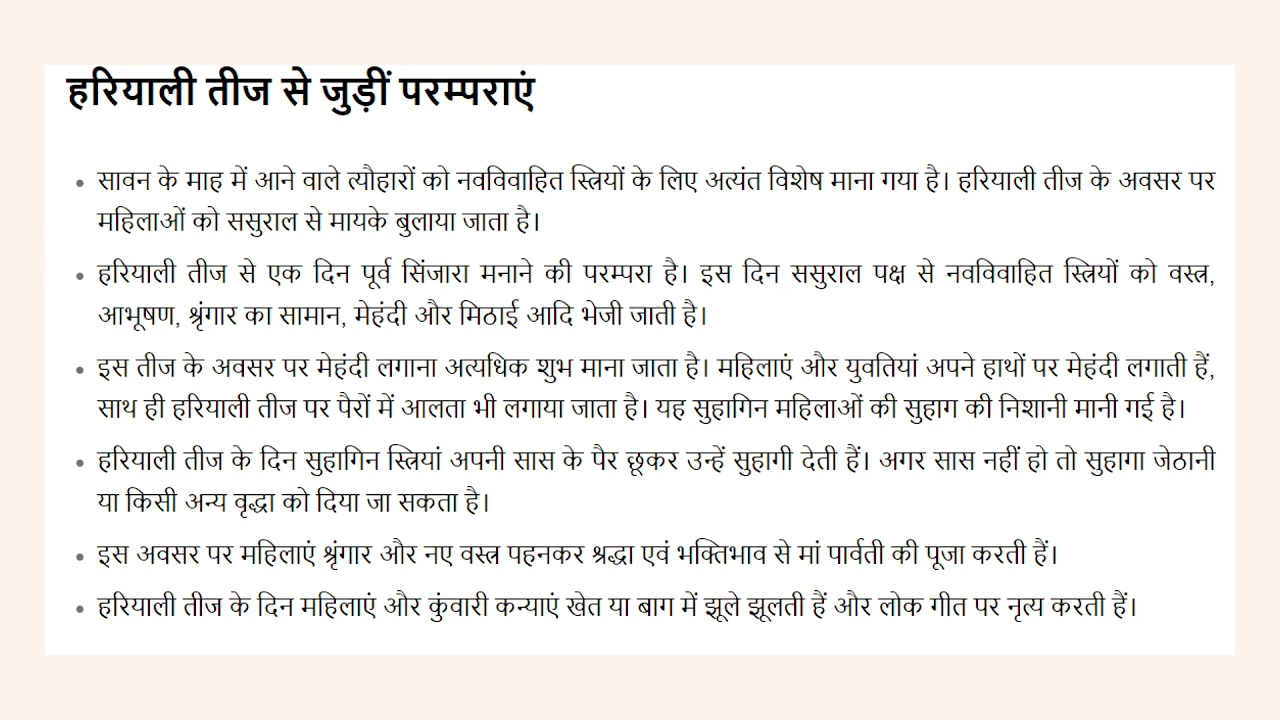 हरियाली तीज से जुड़ीं परम्पराएं
• सावन के माह में आने वाले त्यौहारों को नवविवाहित स्त्रियों के लिए अत्यंत विशेष माना गया है। हरियाली तीज के अवसर पर
महिलाओं को ससुराल से मायके बुलाया जाता है।
• हरियाली तीज से एक दिन पूर्व सिंजारा मनाने की परम्परा है। इस दिन ससुराल पक्ष से नवविवाहित स्त्रियों को वस्त्र,
आभूषण, श्रृंगार का सामान, मेहंदी और मिठाई आदि भेजी जाती है।
• इस तीज के अवसर पर मेहंदी लगाना अत्यधिक शुभ माना जाता है। महिलाएं और युवतियां अपने हाथों पर मेहंदी लगाती हैं,
साथ ही हरियाली तीज पर पैरों में आलता भी लगाया जाता है। यह सुहागिन महिलाओं की सुहाग की निशानी मानी गई है।
• हरियाली तीज के दिन सुहागिन स्त्रियां अपनी सास के पैर छूकर उन्हें सुहागी देती हैं। अगर सास नहीं हो तो सुहागा जेठानी
या किसी अन्य वृद्धा को दिया जा सकता है।
• इस अवसर पर महिलाएं श्रृंगार और नए वस्त्र पहनकर श्रद्धा एवं भक्तिभाव से मां पार्वती की पूजा करती हैं।
• हरियाली तीज के दिन महिलाएं और कुंवारी कन्याएं खेत या बाग में झूले झूलती हैं और लोक गीत पर नृत्य करती हैं।